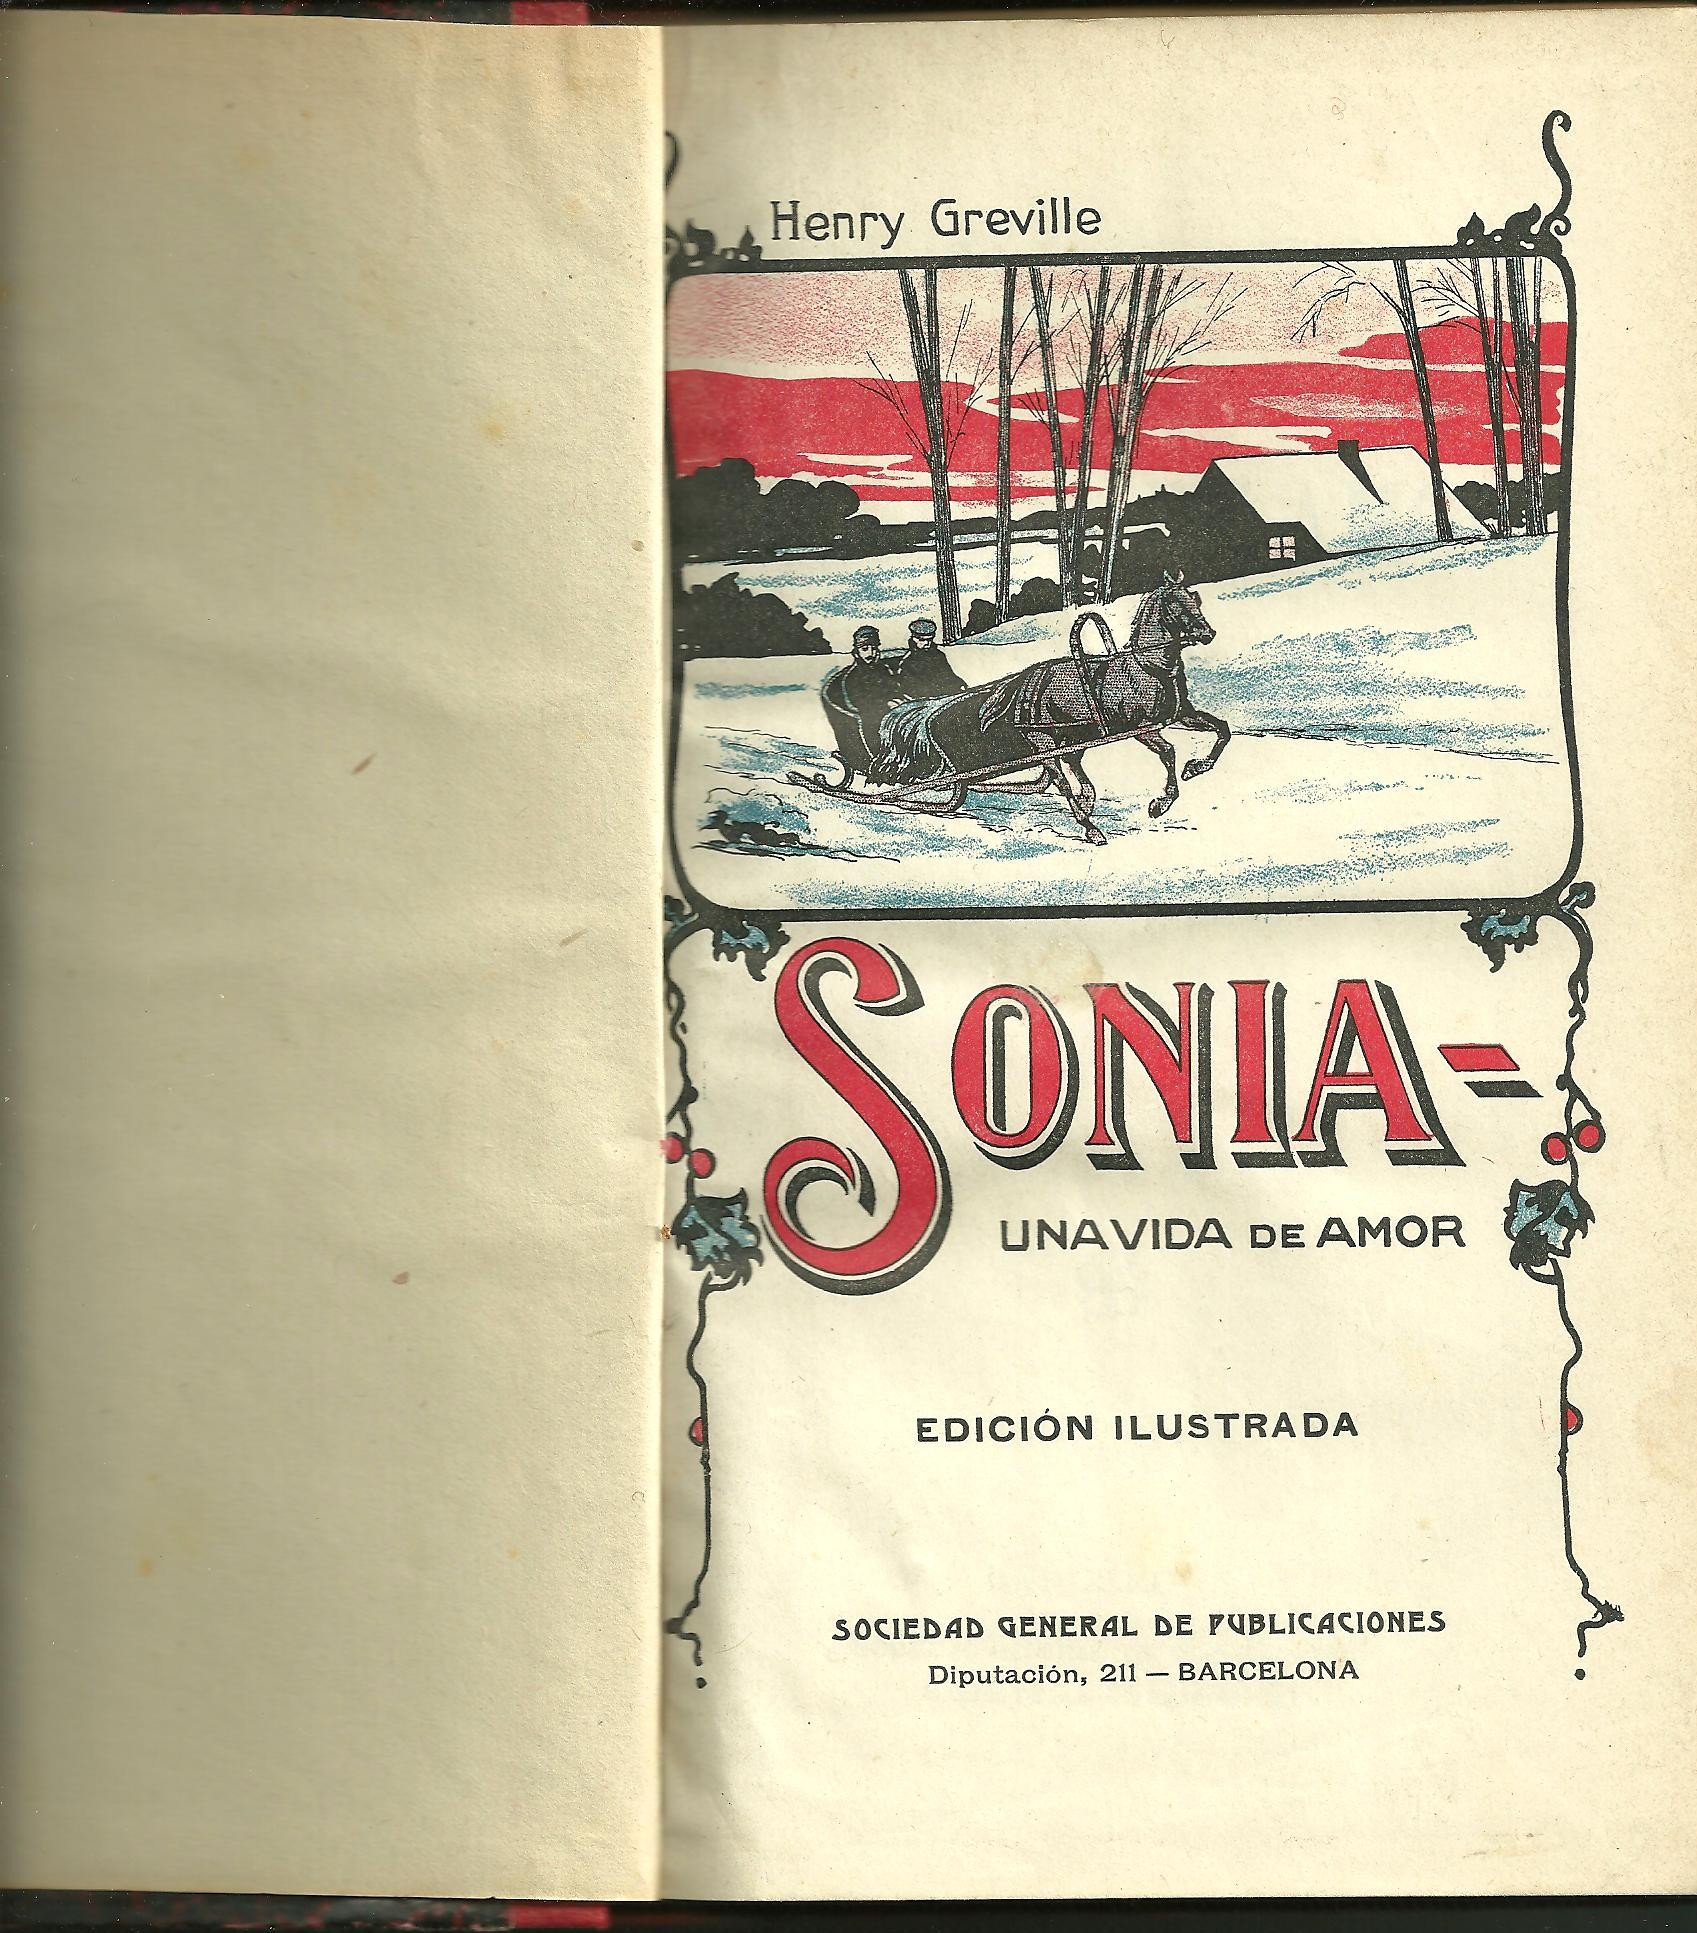 Henry Greville
SONIA-
UNA VIDA DE AMOR
EDICIÓN ILUSTRADA
SOCIEDAD GENERAL DE PUBLICACIONES
Diputación, 211 — BARCELONA